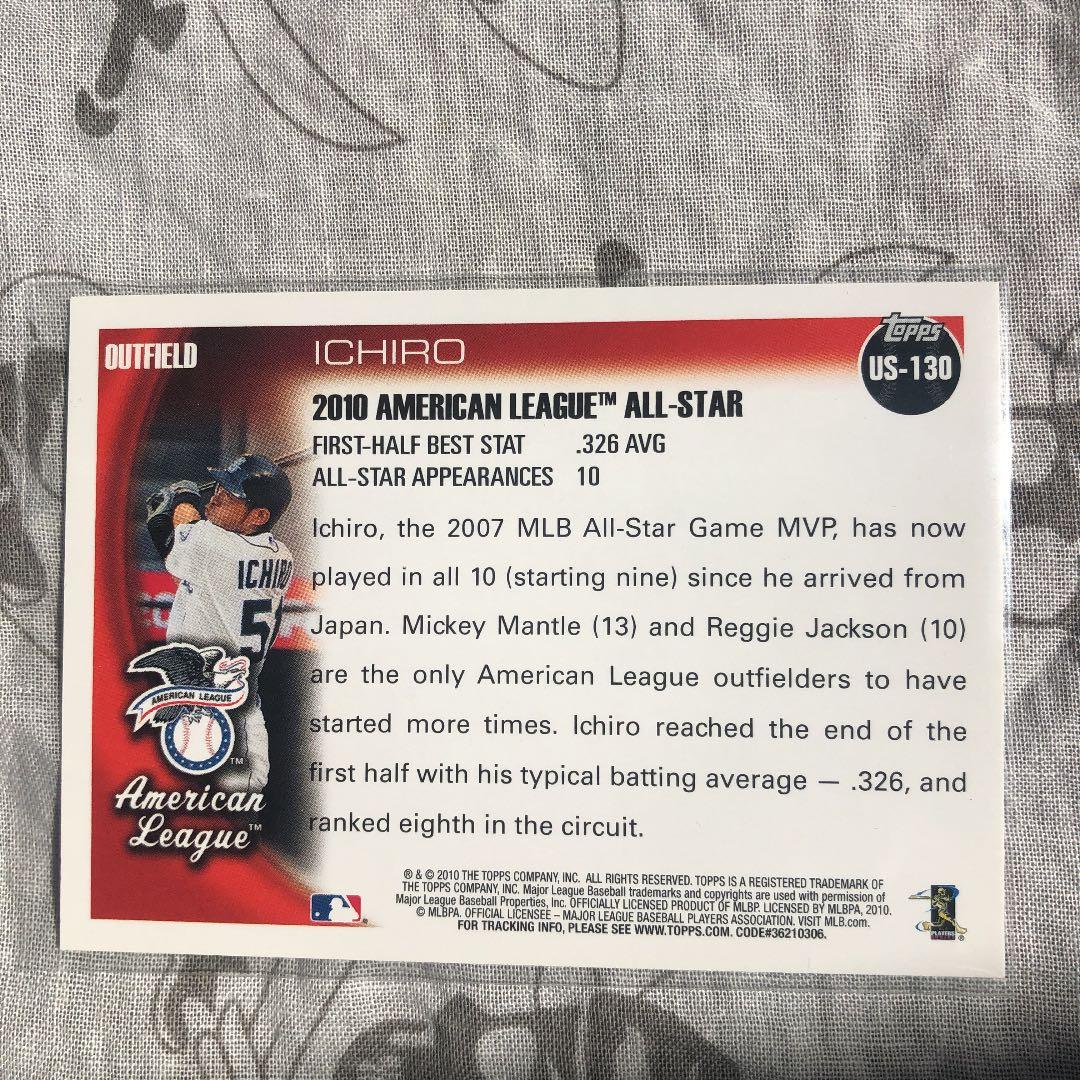 OUTFIELD
ICHIRO
topps
US-130
2010 AMERICAN LEAGUE™ ALL-STAR
FIRST-HALF BEST STAT .326 AVG
ALL-STAR APPEARANCES 10
Ichiro, the 2007 MLB All-Star Game MVP, has now
played in all 10 (starting nine) since he arrived from
Japan. Mickey Mantle (13) and Reggie Jackson (10)
are the only American League outfielders to have
started more times. Ichiro reached the end of the
first half with his typical batting average — .326, and
ranked eighth in the circuit.
ICHIRO
51
AMERICAN LEAGUE
TM
American
League™
® & © 2010 THE TOPPS COMPANY, INC. ALL RIGHTS RESERVED. TOPPS IS A REGISTERED TRADEMARK OF
THE TOPPS COMPANY, INC. Major League Baseball trademarks and copyrights are used with permission of
Major League Baseball Properties, Inc. OFFICIALLY LICENSED PRODUCT OF MLBP. LICENSED BY MLBPA, 2010.
© MLBPA. OFFICIAL LICENSEE – MAJOR LEAGUE BASEBALL PLAYERS ASSOCIATION. VISIT MLB.com.
FOR TRACKING INFO, PLEASE SEE WWW.TOPPS.COM. CODE#36210306.
PLAYERS